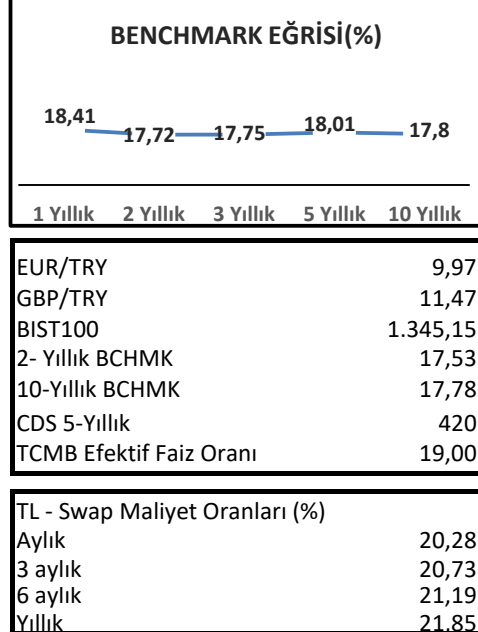 BENCHMARK EĞRİSİ(%)
18,41 17,72 17,75 18,01 17,8
1 Yıllık 2 Yıllık 3 Yıllık 5 Yıllık 10 Yıllık
EUR/TRY 9,97
GBP/TRY 11,47
BIST100 1.345,15
2- Yıllık BCHMK 17,53
10-Yıllık BCHMK 17,78
CDS 5-Yıllık 420
TCMB Efektif Faiz Oranı 19,00
TL - Swap Maliyet Oranları (%)
Aylık 20,28
3 aylık 20,73
6 aylık 21,19
Yıllık 21,85